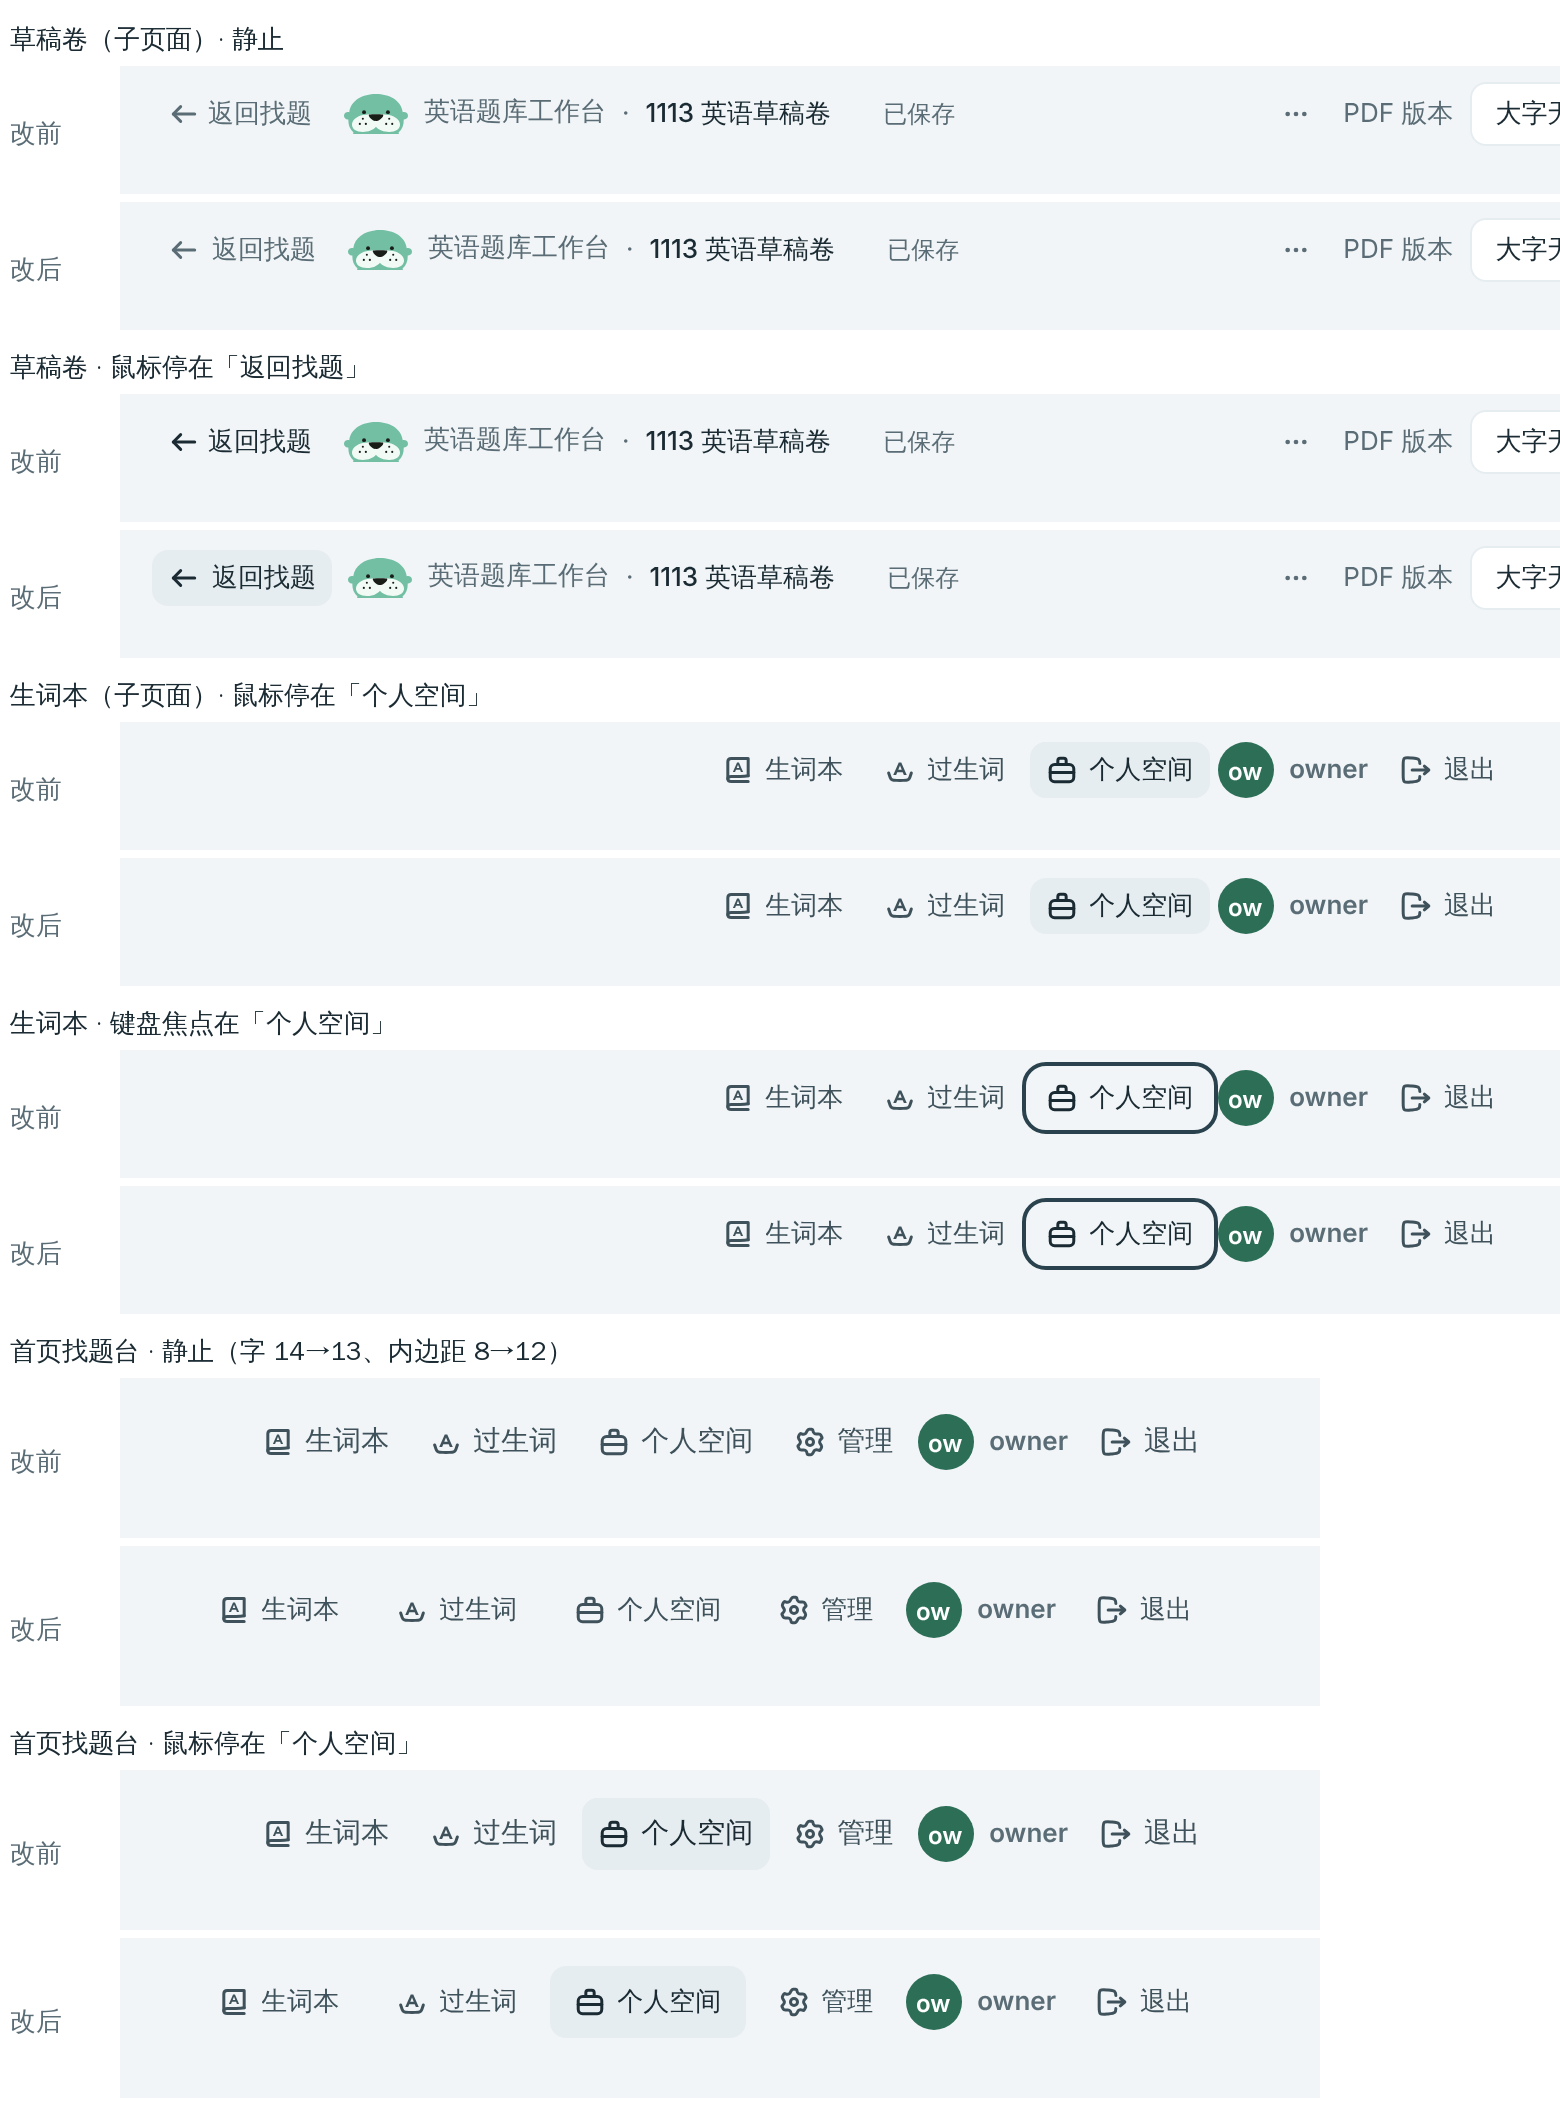 草稿卷（子页面）· 静止
改前
返回找题 英语题库工作台 · 1113 英语草稿卷 已保存 ··· PDF 版本 大字
改后
返回找题 英语题库工作台 · 1113 英语草稿卷 已保存 ··· PDF 版本 大字
草稿卷 · 鼠标停在「返回找题」
改前
返回找题 英语题库工作台 · 1113 英语草稿卷 已保存 ··· PDF 版本 大字
改后
返回找题 英语题库工作台 · 1113 英语草稿卷 已保存 ··· PDF 版本 大字
生词本（子页面）· 鼠标停在「个人空间」
改前
生词本 过生词 个人空间 ow owner 退出
改后
生词本 过生词 个人空间 ow owner 退出
生词本 · 键盘焦点在「个人空间」
改前
生词本 过生词 个人空间 ow owner 退出
改后
生词本 过生词 个人空间 ow owner 退出
首页找题台 · 静止（字 14→13、内边距 8→12）
改前
生词本 过生词 个人空间 管理 ow owner 退出
改后
生词本 过生词 个人空间 管理 ow owner 退出
首页找题台 · 鼠标停在「个人空间」
改前
生词本 过生词 个人空间 管理 ow owner 退出
改后
生词本 过生词 个人空间 管理 ow owner 退出